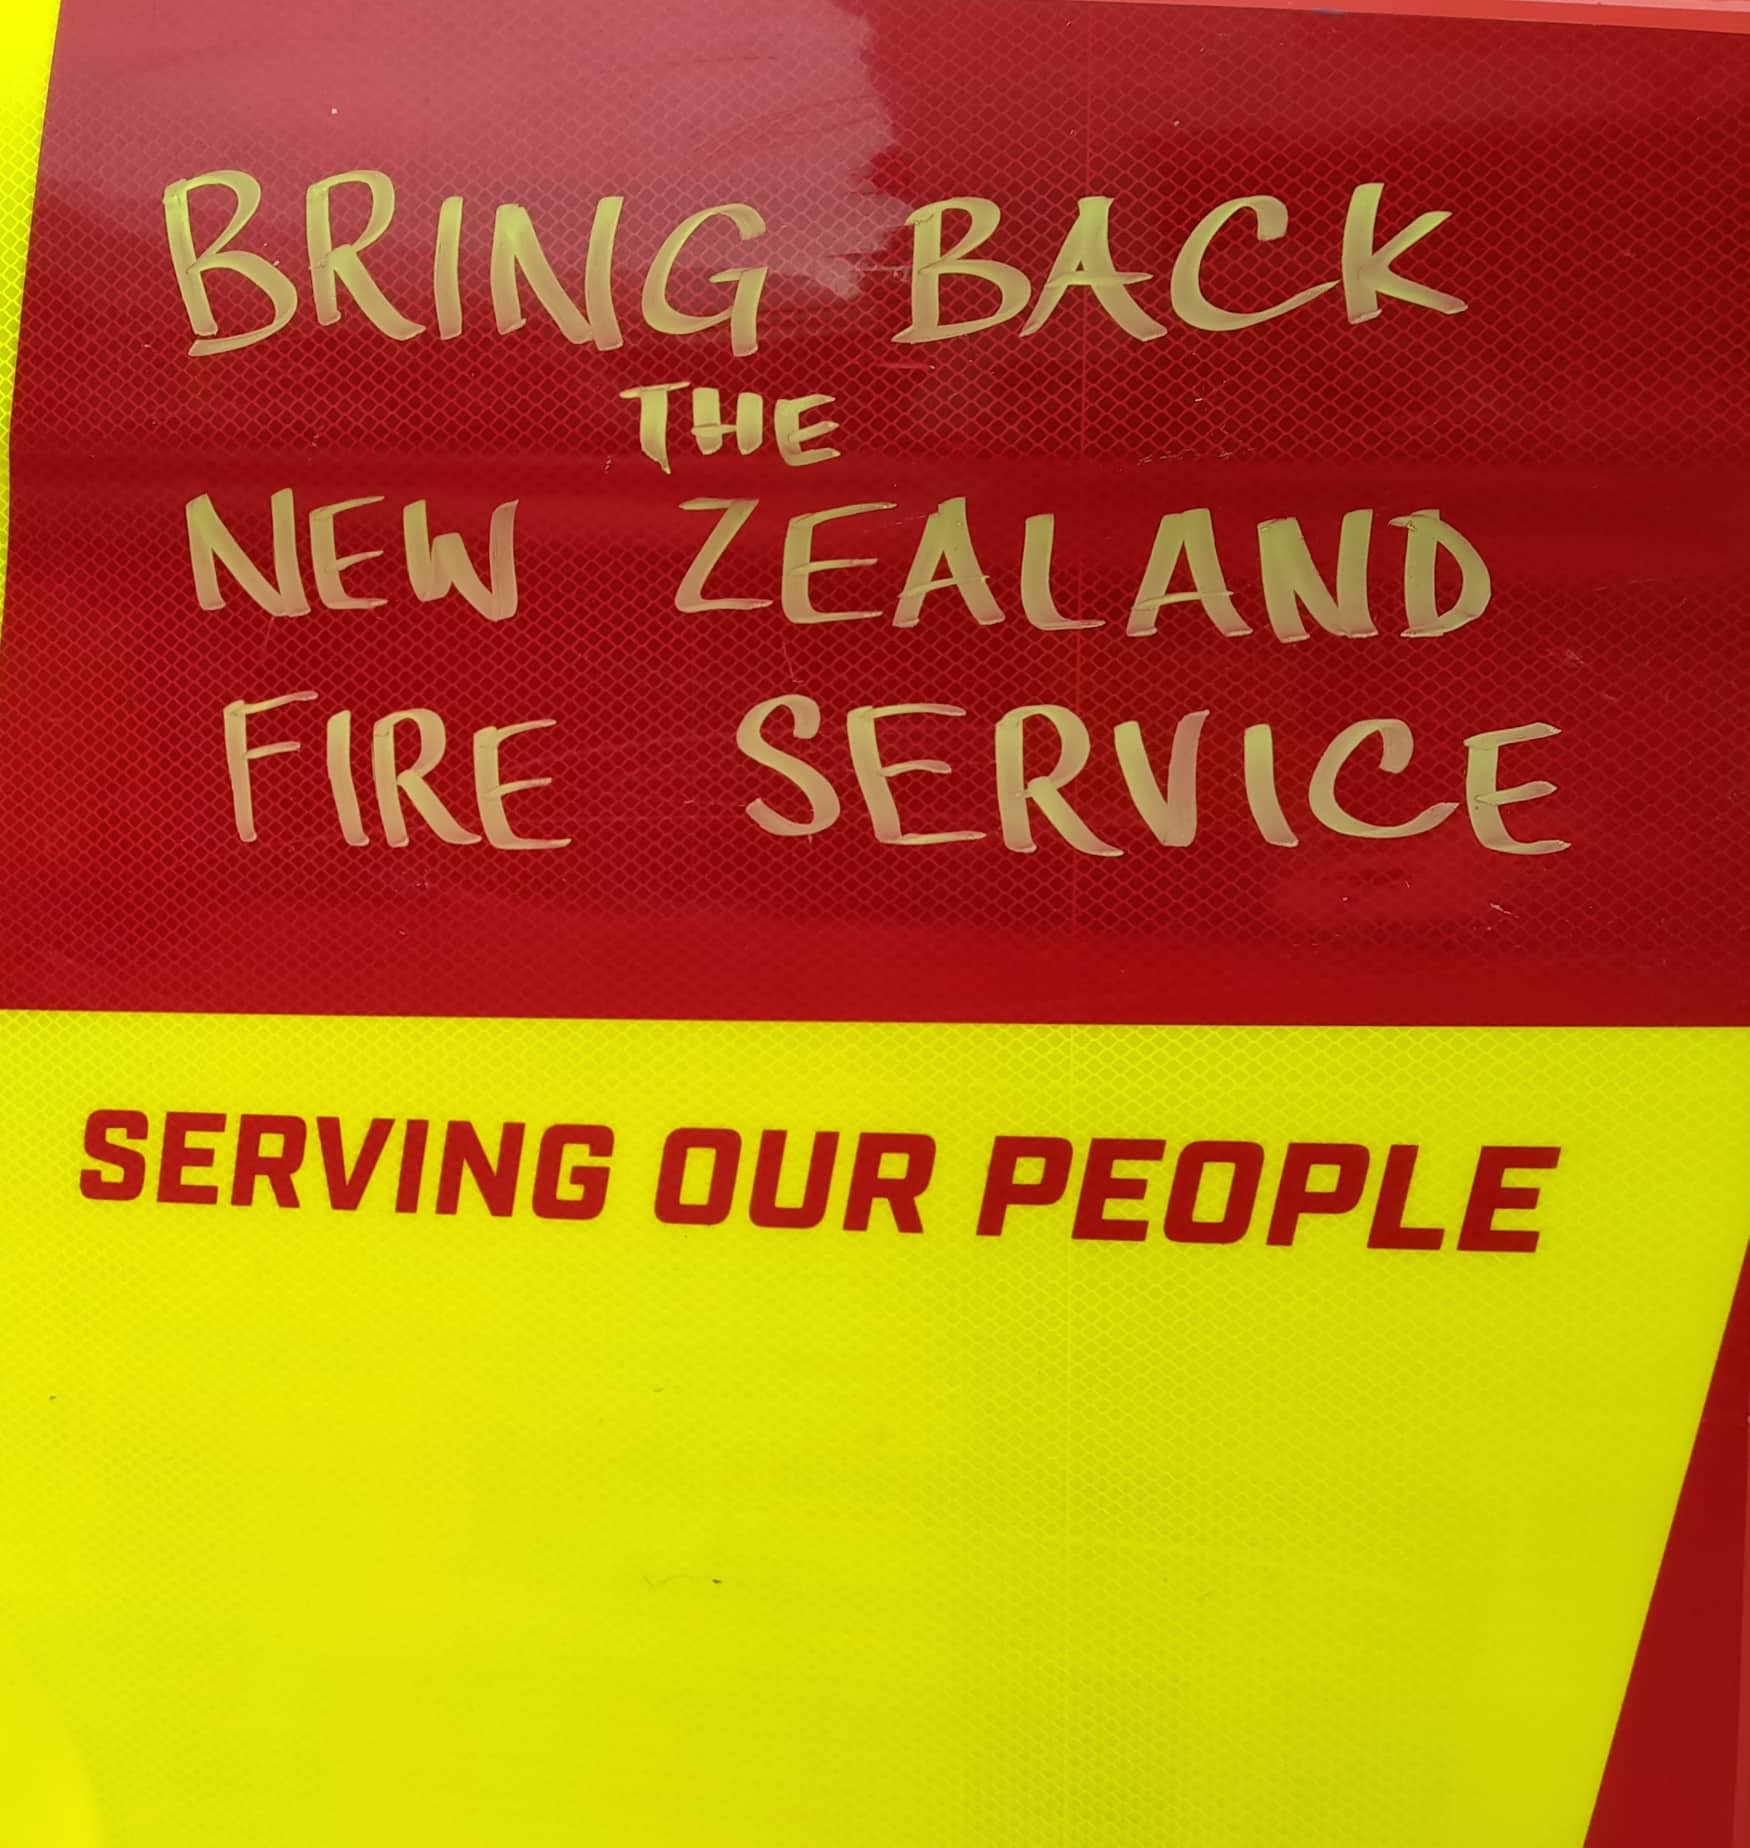 BRING BACK
THE
NEW ZEALAND
FIRE SERVICE
SERVING OUR PEOPLE